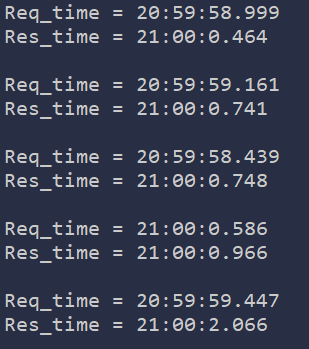 Req_time = 20:59:58.999
Res_time = 21:00:0.464
Req_time = 20:59:59.161
Res_time = 21:00:0.741
Req_time = 20:59:58.439
Res_time = 21:00:0.748
Req_time = 21:00:0.586
Res_time = 21:00:0.966
Req_time = 20:59:59.447
Res_time = 21:00:2.066